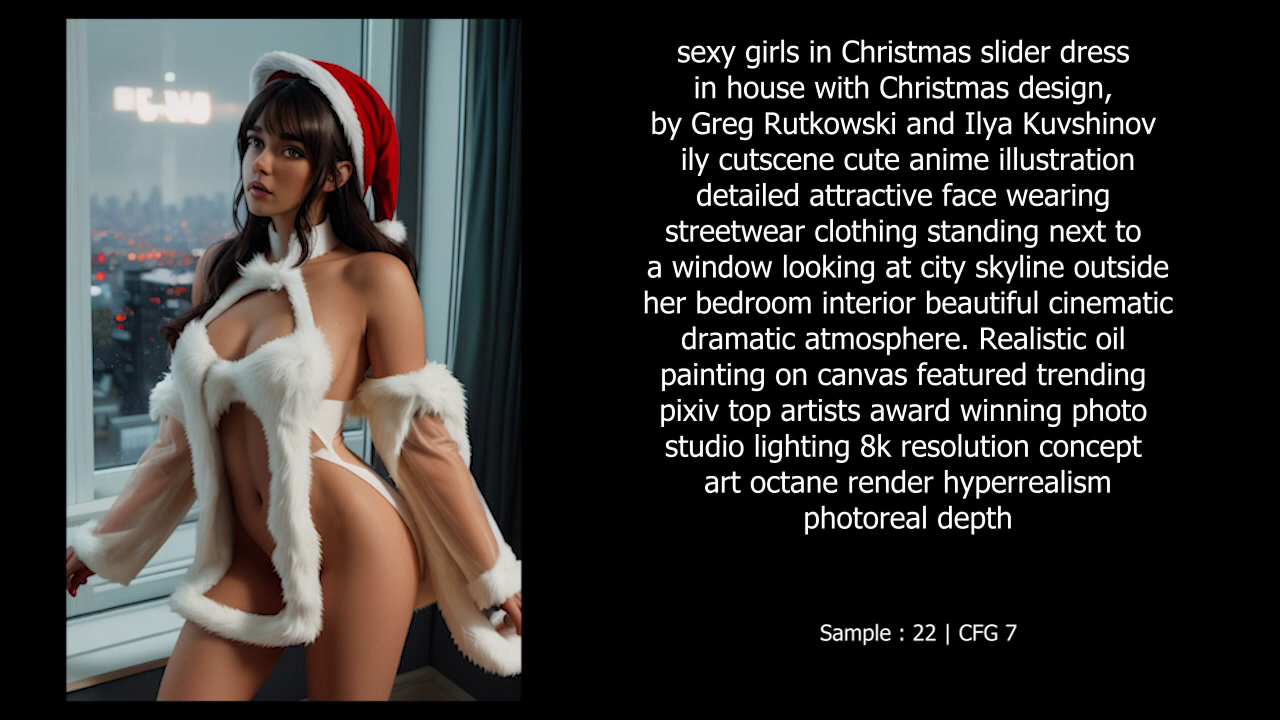 sexy girls in Christmas slider dress
in house with Christmas design,
by Greg Rutkowski and Ilya Kuvshinov
ily cutscene cute anime illustration
detailed attractive face wearing
streetwear clothing standing next to
a window looking at city skyline outside
her bedroom interior beautiful cinematic
dramatic atmosphere. Realistic oil
painting on canvas featured trending
pixiv top artists award winning photo
studio lighting 8k resolution concept
art octane render hyperrealism
photoreal depth
Sample : 22 | CFG 7